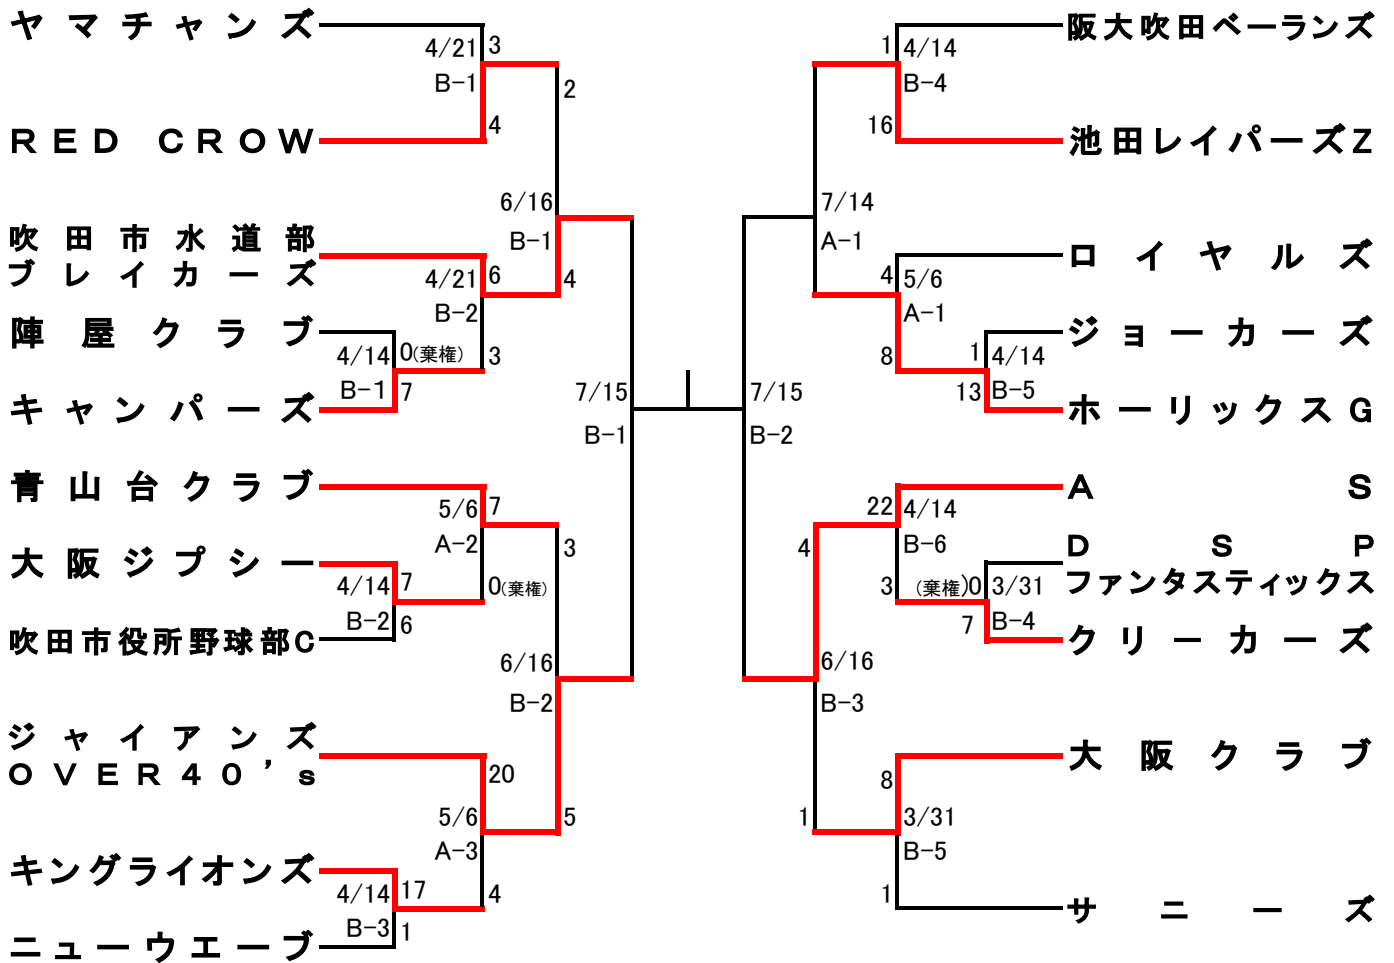 ヤマチャンズ
4/21
3
B-1
2
RED CROW
4
6/16
B-1
吹田市水道部
ブレイカーズ
4/21
6
4
B-2
陣屋クラブ
4/14
0(棄権)
3
B-1
7
キャンパーズ
7/15
B-1
青山台クラブ
5/6
7
A-2
3
大阪ジプシー
4/14
7
0(棄権)
B-2
6
吹田市役所野球部C
6/16
B-2
ジャイアンズ
OVER40's
20
5/6
5
A-3
キングライオンズ
4/14
17
4
B-3
1
ニューウエーブ
阪大吹田ベーランズ
1
4/14
B-4
16
池田レイパーズZ
7/14
A-1
ロイヤルズ
4
5/6
A-1
ジョーカーズ
8
1
4/14
13
B-5
ホーリックスG
7/15
B-2
AS
22
4/14
4
B-6
DSP
ファンタスティックス
3
(棄権)0
3/31
7
B-4
クリーカーズ
6/16
B-3
大阪クラブ
8
1
3/31
B-5
1
サニーズ